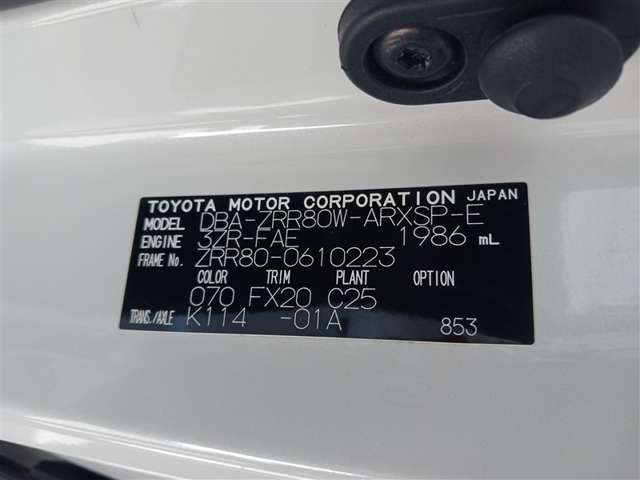 TOYOTA MOTOR CORPORATION JAPAN
MODEL DBA-ZRR80W-ARXSP-E
ENGINE 3ZR-FAE 1986 mL
FRAME No. ZRR80-0610223
COLOR TRIM PLANT OPTION
070 FX20 C25
TRANS./AXLE K114 -01A 853